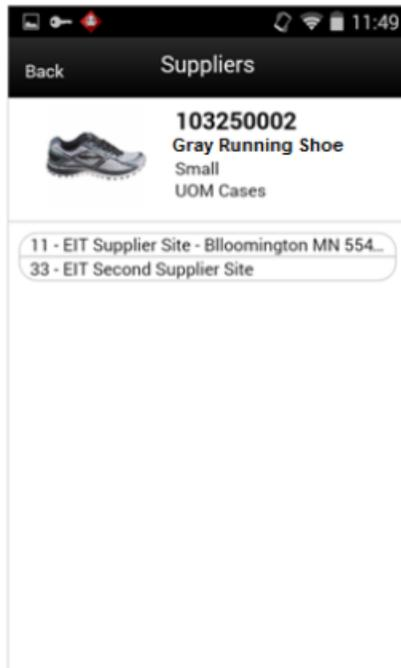 11:49
Back
Suppliers
103250002
Gray Running Shoe
Small
UOM Cases
11 - EIT Supplier Site - Blloomington MN 554...
33 - EIT Second Supplier Site